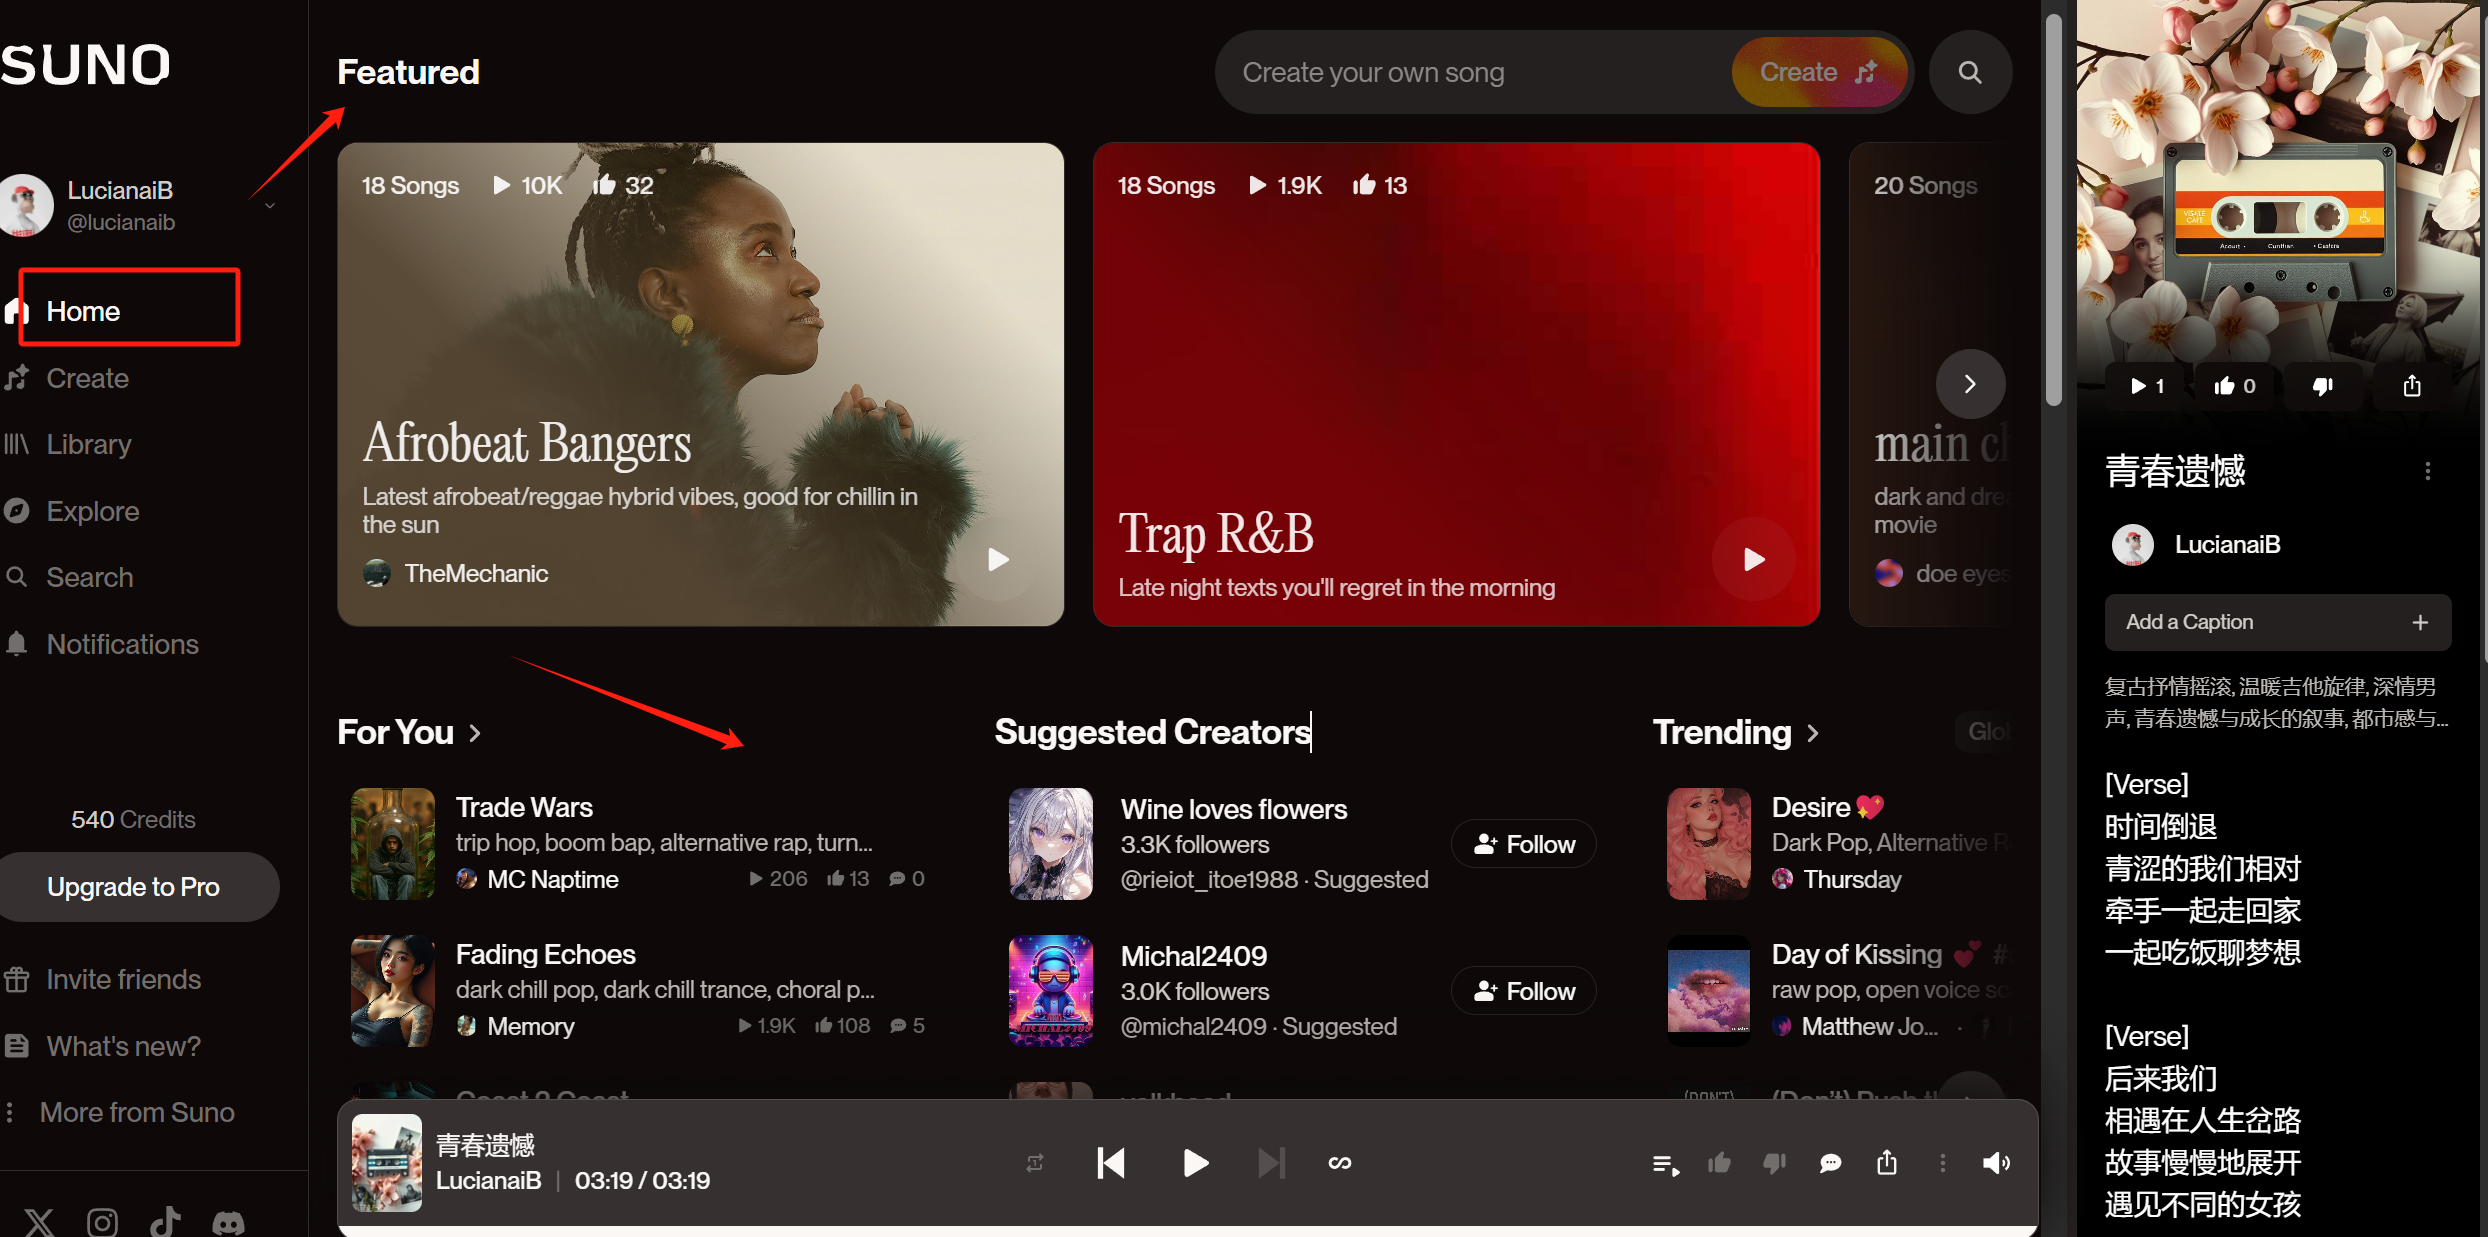 SUNO
LucianaiB
@lucianaib
Home
Create
Library
Explore
Search
Notifications
540 Credits
Upgrade to Pro
Invite friends
What's new?
More from Suno
Featured
Create your own song
Create
18 Songs 10K 32
Afrobeat Bangers
Latest afrobeat/reggae hybrid vibes, good for chillin in
the sun
TheMechanic
18 Songs 1.9K 13
Trap R&B
Late night texts you'll regret in the morning
20 Songs
main
dark and
movie
doe eyes
For You
Trade Wars
trip hop, boom bap, alternative rap, turn...
MC Naptime 206 13 0
Fading Echoes
dark chill pop, dark chill trance, choral p...
Memory 1.9K 108 5
Suggested Creators
Wine loves flowers
3.3K followers
@rieiot_itoe1988 · Suggested
Follow
Michal2409
3.0K followers
@michal2409 · Suggested
Follow
Trending
Desire
Dark Pop, Alternative
Thursday
Day of Kissing
raw pop, open voice
Matthew Jo...
青春遗憾
LucianaiB | 03:19 / 03:19
1 0
青春遗憾
LucianaiB
Add a Caption
复古抒情摇滚, 温暖吉他旋律, 深情男
声, 青春遗憾与成长的叙事, 都市感与...
[Verse]
时间倒退
青涩的我们相对
牵手一起走回家
一起吃饭聊梦想
[Verse]
后来我们
相遇在人生岔路
故事慢慢地展开
遇见不同的女孩